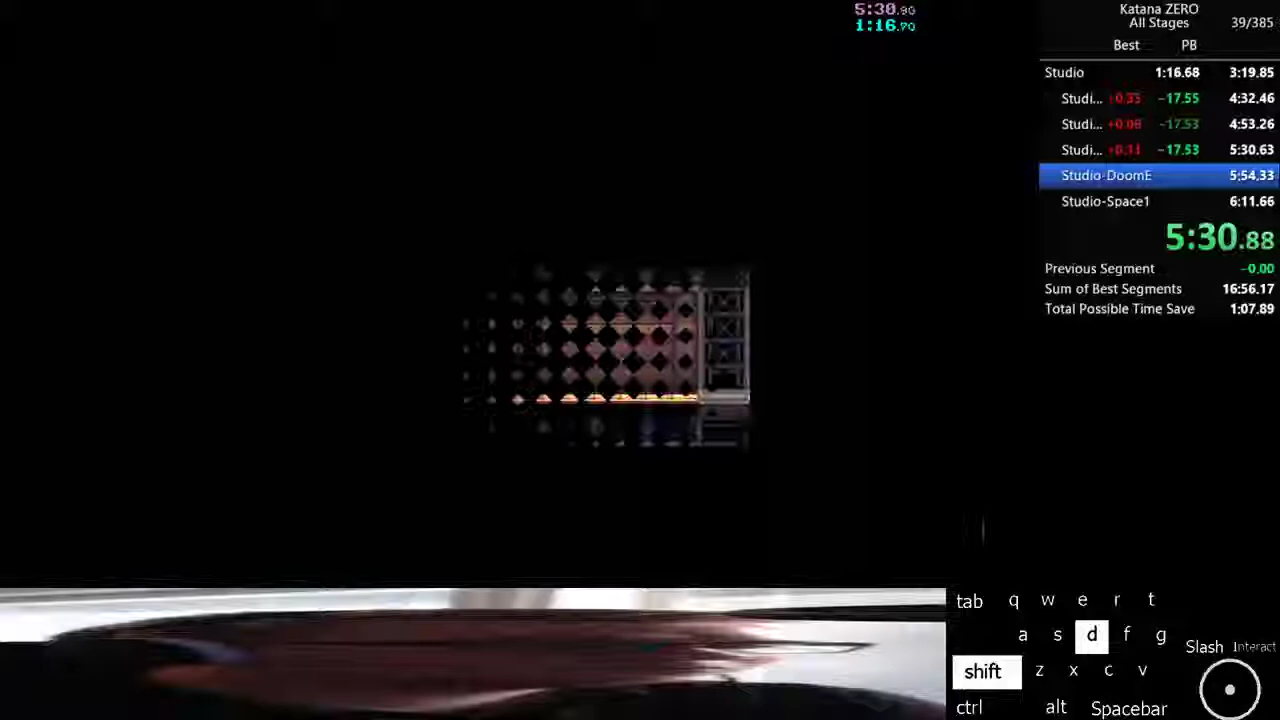 5:30.90
1:16.70
Katana ZERO
All Stages 39/385
Best PB
Studio 1:16.68 3:19.85
Studi... +0.33 -17.55 4:32.46
Studi... +0.08 -17.53 4:53.26
Studi... +0.11 -17.53 5:30.63
Studio-DoomE 5:54.33
Studio-Space1 6:11.66
5:30.88
Previous Segment -0.00
Sum of Best Segments 16:56.17
Total Possible Time Save 1:07.89
tab q w e r t
a s d f g
Slash Interact
shift z x c v
ctrl alt Spacebar